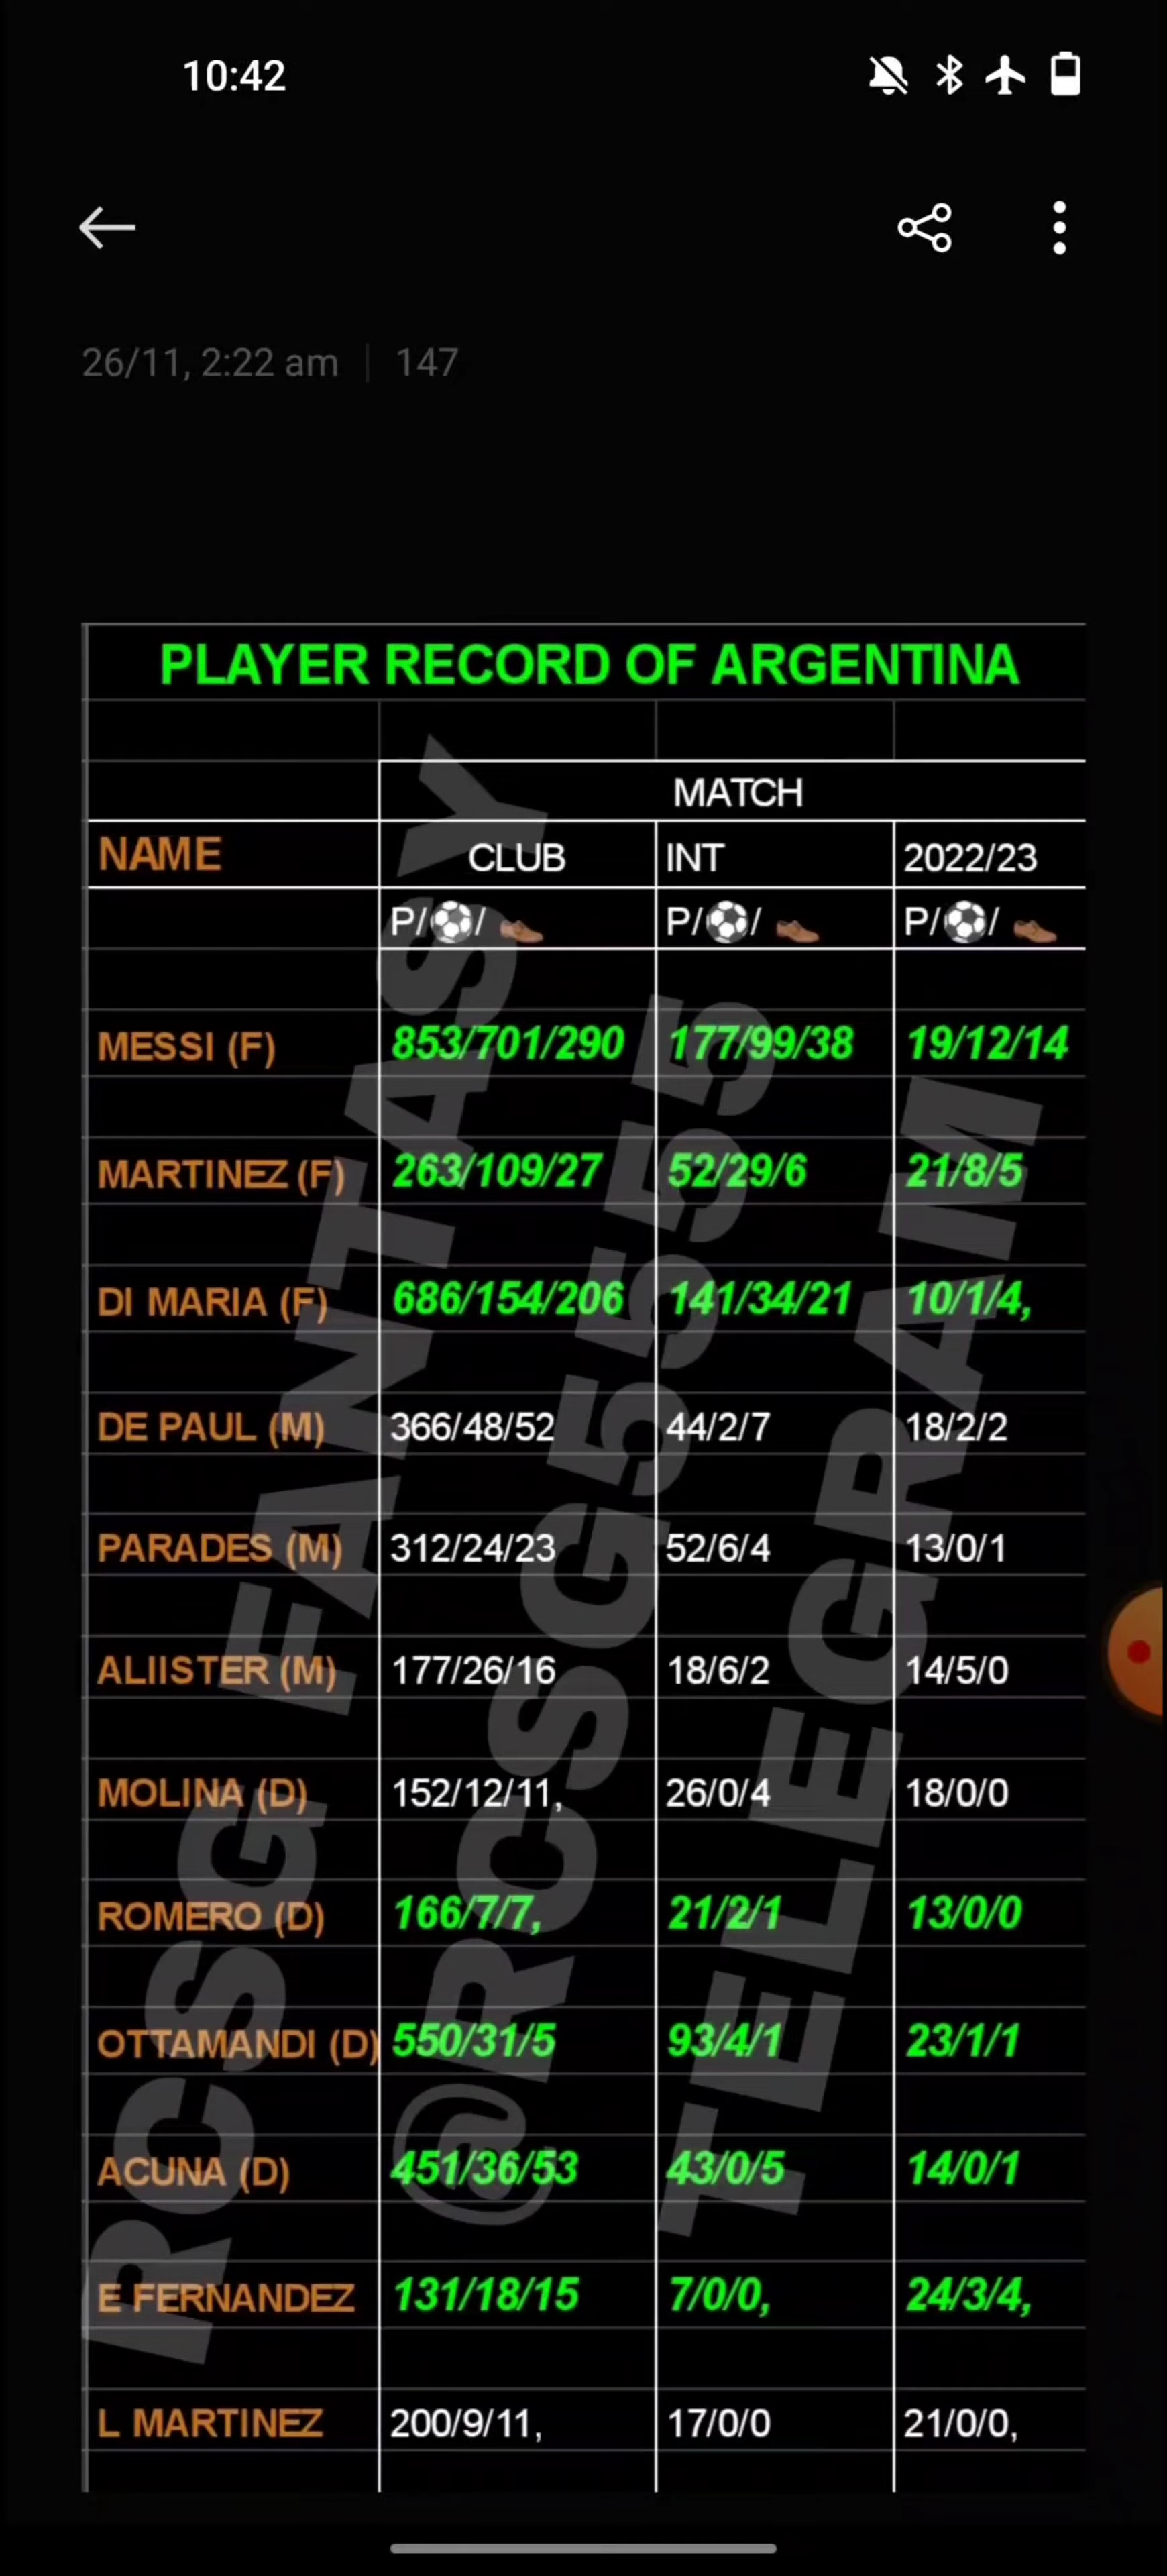 10:42
26/11, 2:22 am | 147
PLAYER RECORD OF ARGENTINA
MATCH
NAME CLUB INT 2022/23
P/⚽/ 👞 P/⚽/ 👞 P/⚽/ 👞
MESSI (F) 853/701/290 177/99/38 19/12/14
MARTINEZ (F) 263/109/27 52/29/6 21/8/5
DI MARIA (F) 686/154/206 141/34/21 10/1/4,
DE PAUL (M) 366/48/52 44/2/7 18/2/2
PARADES (M) 312/24/23 52/6/4 13/0/1
ALIISTER (M) 177/26/16 18/6/2 14/5/0
MOLINA (D) 152/12/11, 26/0/4 18/0/0
ROMERO (D) 166/7/7, 21/2/1 13/0/0
OTTAMANDI (D) 550/31/5 93/4/1 23/1/1
ACUNA (D) 451/36/53 43/0/5 14/0/1
E FERNANDEZ 131/18/15 7/0/0, 24/3/4,
L MARTINEZ 200/9/11, 17/0/0 21/0/0,
RCSG FANTASY
@RCSG5555
TELEGRAM